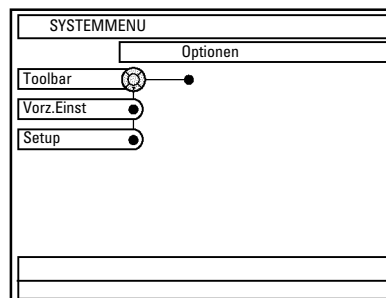 SYSTEMMENU
Optionen
Toolbar
Vorz.Einst
Setup